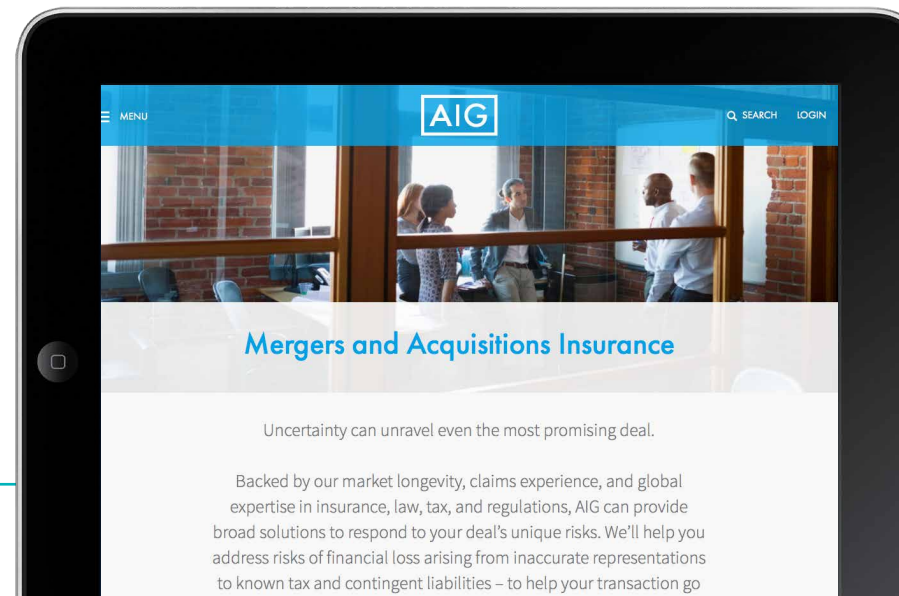 MENU
AIG
SEARCH LOGIN
Mergers and Acquisitions Insurance
Uncertainty can unravel even the most promising deal.
Backed by our market longevity, claims experience, and global
expertise in insurance, law, tax, and regulations, AIG can provide
broad solutions to respond to your deal’s unique risks. We’ll help you
address risks of financial loss arising from inaccurate representations
to known tax and contingent liabilities – to help your transaction go